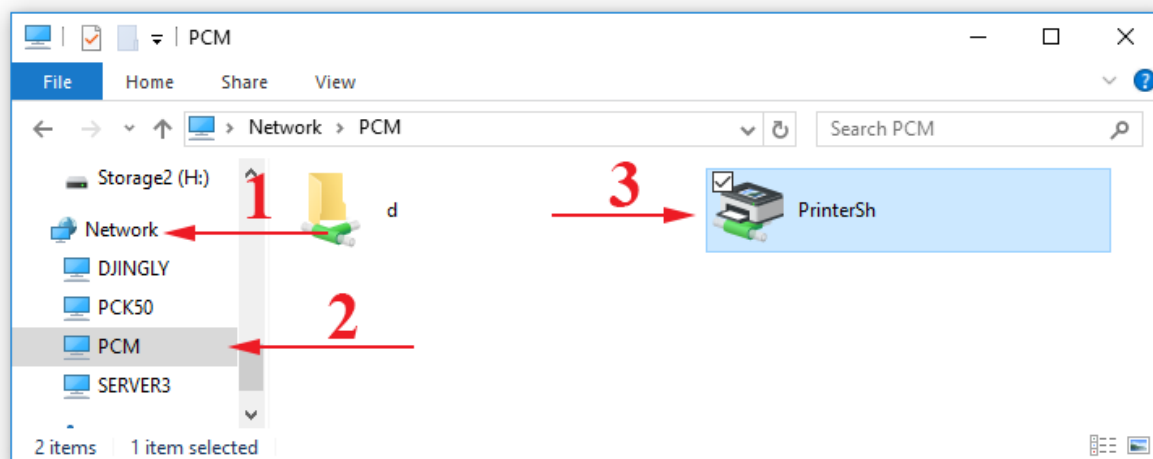 PCM
File Home Share View
Network > PCM
Search PCM
Storage2 (H:)
1
3
d
PrinterSh
Network
DJINGLY
PCK50
2
PCM
SERVER3
2 items 1 item selected